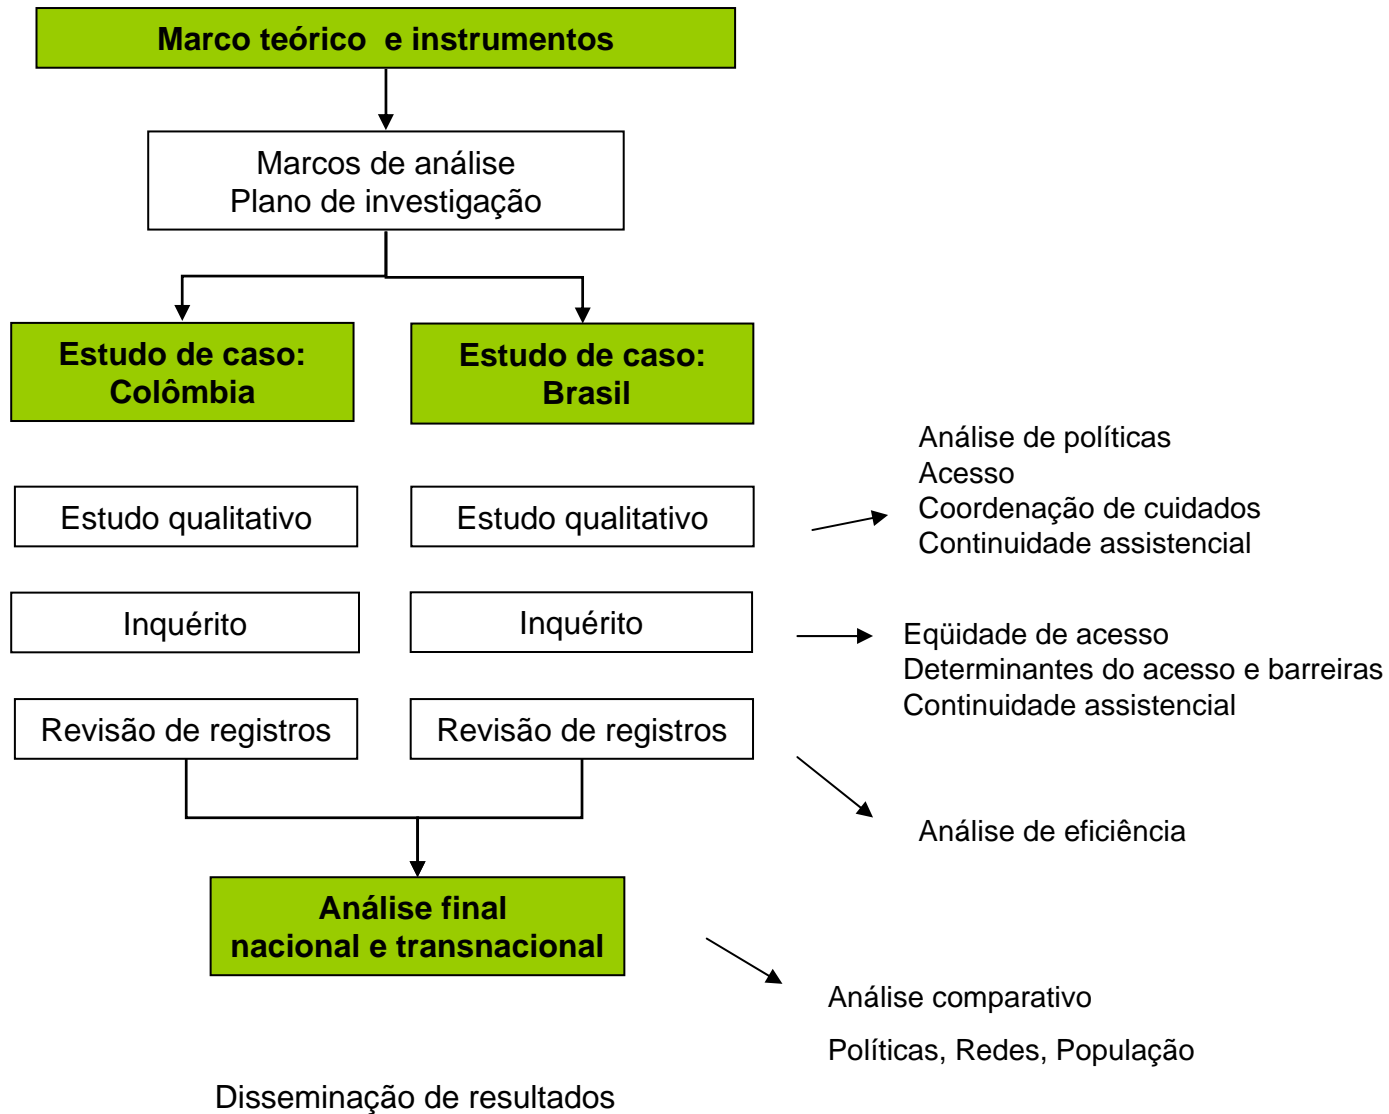 Marco teórico e instrumentos
Marcos de análise
Plano de investigação
Estudo de caso:
Colômbia
Estudo de caso:
Brasil
Estudo qualitativo
Estudo qualitativo
Análise de políticas
Acesso
Coordenação de cuidados
Continuidade assistencial
Inquérito
Inquérito
Eqüidade de acesso
Determinantes do acesso e barreiras
Continuidade assistencial
Revisão de registros
Revisão de registros
Análise de eficiência
Análise final
nacional e transnacional
Análise comparativo
Políticas, Redes, População
Disseminação de resultados